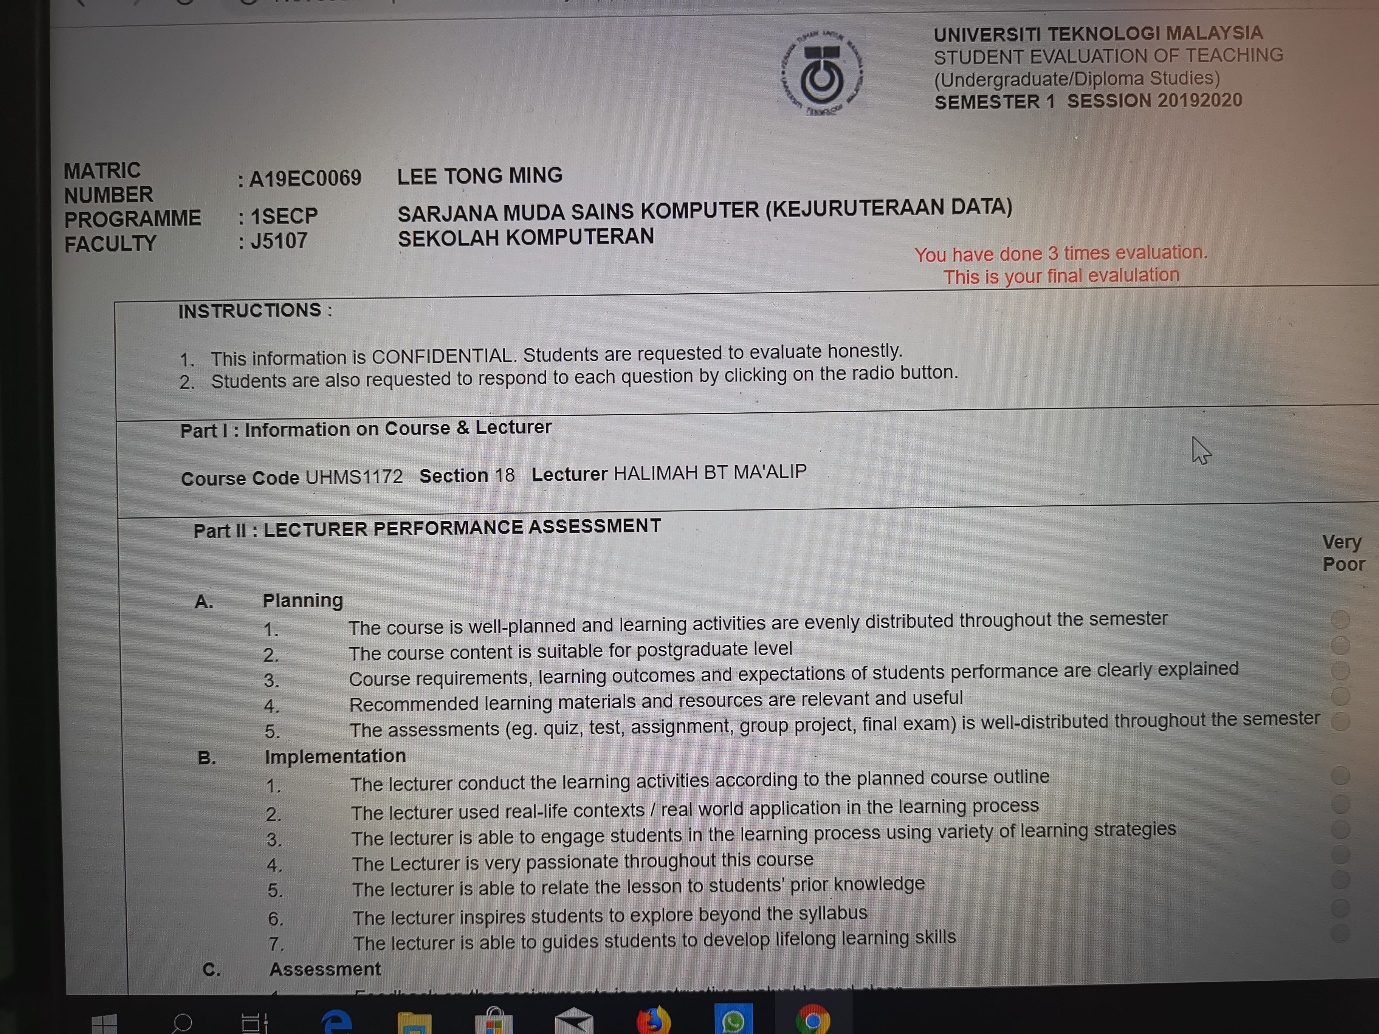 UNIVERSITI TEKNOLOGI MALAYSIA
STUDENT EVALUATION OF TEACHING
(Undergraduate/Diploma Studies)
SEMESTER 1 SESSION 20192020
MATRIC NUMBER : A19EC0069 LEE TONG MING
PROGRAMME : 1SECP SARJANA MUDA SAINS KOMPUTER (KEJURUTERAAN DATA)
FACULTY : J5107 SEKOLAH KOMPUTERAN
You have done 3 times evaluation.
This is your final evalulation
INSTRUCTIONS :
1. This information is CONFIDENTIAL. Students are requested to evaluate honestly.
2. Students are also requested to respond to each question by clicking on the radio button.
Part I : Information on Course & Lecturer
Course Code UHMS1172 Section 18 Lecturer HALIMAH BT MA'ALIP
Part II : LECTURER PERFORMANCE ASSESSMENT
Very
Poor
A. Planning
1. The course is well-planned and learning activities are evenly distributed throughout the semester
2. The course content is suitable for postgraduate level
3. Course requirements, learning outcomes and expectations of students performance are clearly explained
4. Recommended learning materials and resources are relevant and useful
5. The assessments (eg. quiz, test, assignment, group project, final exam) is well-distributed throughout the semester
B. Implementation
1. The lecturer conduct the learning activities according to the planned course outline
2. The lecturer used real-life contexts / real world application in the learning process
3. The lecturer is able to engage students in the learning process using variety of learning strategies
4. The Lecturer is very passionate throughout this course
5. The lecturer is able to relate the lesson to students' prior knowledge
6. The lecturer inspires students to explore beyond the syllabus
7. The lecturer is able to guides students to develop lifelong learning skills
C. Assessment